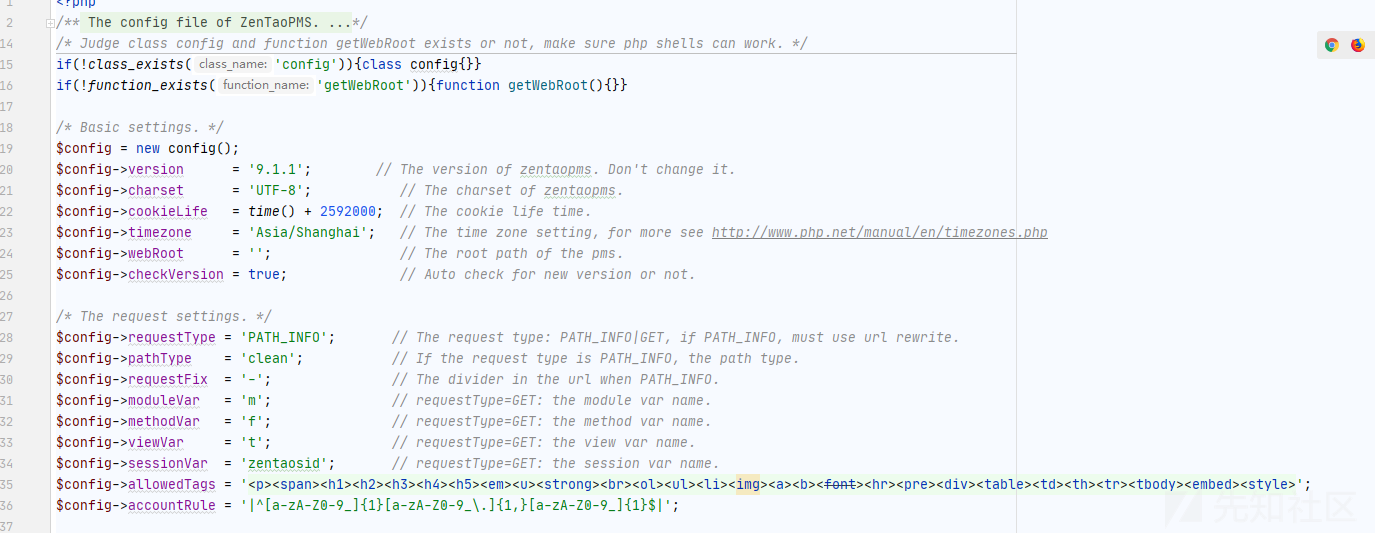 1 <?php
2 /** The config file of ZenTaoPMS. ...*/
14 /* Judge class config and function getWebRoot exists or not, make sure php shells can work. */
15 if(!class_exists( class_name: 'config')){class config{}}
16 if(!function_exists( function_name: 'getWebRoot')){function getWebRoot(){}}
17
18 /* Basic settings. */
19 $config = new config();
20 $config->version      = '9.1.1';        // The version of zentaopms. Don't change it.
21 $config->charset      = 'UTF-8';           // The charset of zentaopms.
22 $config->cookieLife   = time() + 2592000;  // The cookie life time.
23 $config->timezone     = 'Asia/Shanghai';   // The time zone setting, for more see http://www.php.net/manual/en/timezones.php
24 $config->webRoot      = '';                // The root path of the pms.
25 $config->checkVersion = true;              // Auto check for new version or not.
26
27 /* The request settings. */
28 $config->requestType = 'PATH_INFO';       // The request type: PATH_INFO|GET, if PATH_INFO, must use url rewrite.
29 $config->pathType    = 'clean';           // If the request type is PATH_INFO, the path type.
30 $config->requestFix  = '-';               // The divider in the url when PATH_INFO.
31 $config->moduleVar   = 'm';               // requestType=GET: the module var name.
32 $config->methodVar   = 'f';               // requestType=GET: the method var name.
33 $config->viewVar     = 't';               // requestType=GET: the view var name.
34 $config->sessionVar  = 'zentaosid';       // requestType=GET: the session var name.
35 $config->allowedTags = '<p><span><h1><h2><h3><h4><h5><em><u><strong><br><ol><ul><li><img><a><b><font><hr><pre><div><table><td><th><tr><tbody><embed><style>';
36 $config->accountRule = '|^[a-zA-Z0-9_]{1}[a-zA-Z0-9_\.]{1,}[a-zA-Z0-9_]{1}$|';
37
先知社区